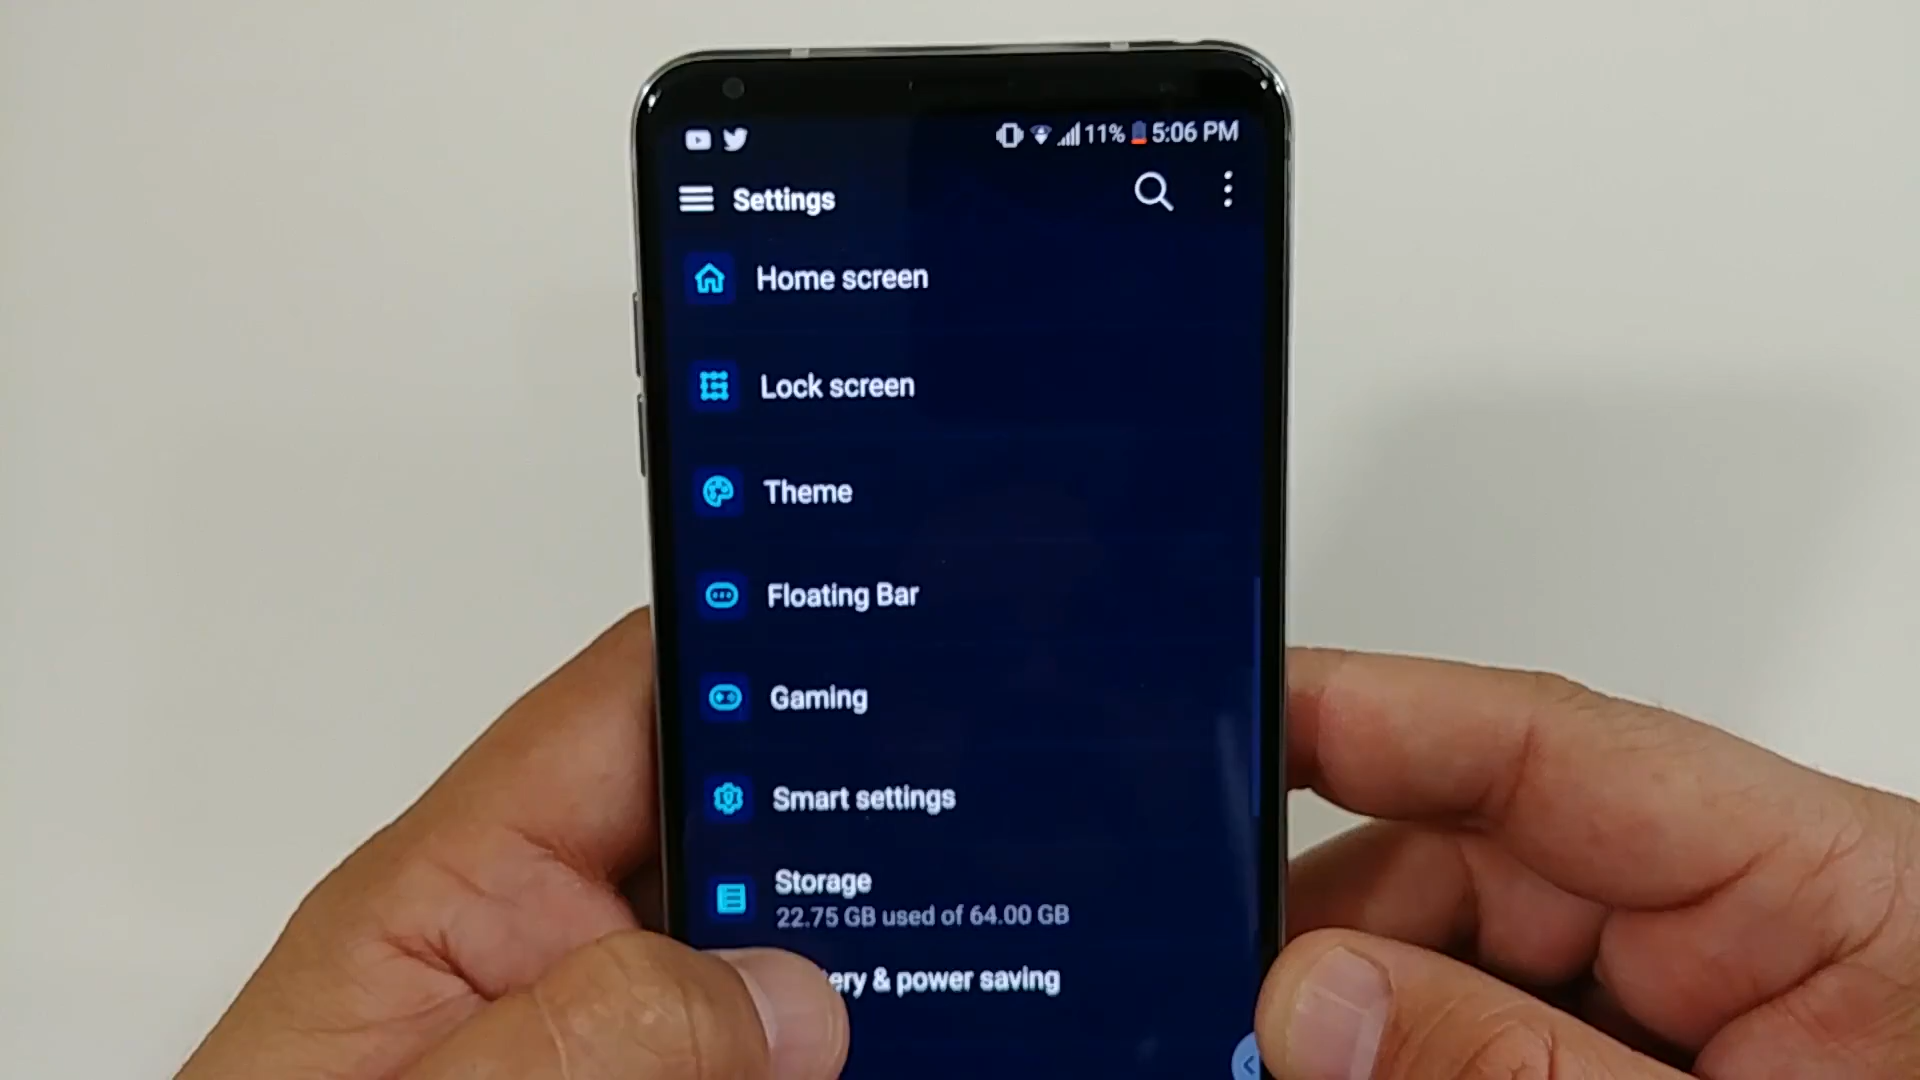 11% 5:06 PM
Settings
Home screen
Lock screen
Theme
Floating Bar
Gaming
Smart settings
Storage
22.75 GB used of 64.00 GB
ery & power saving